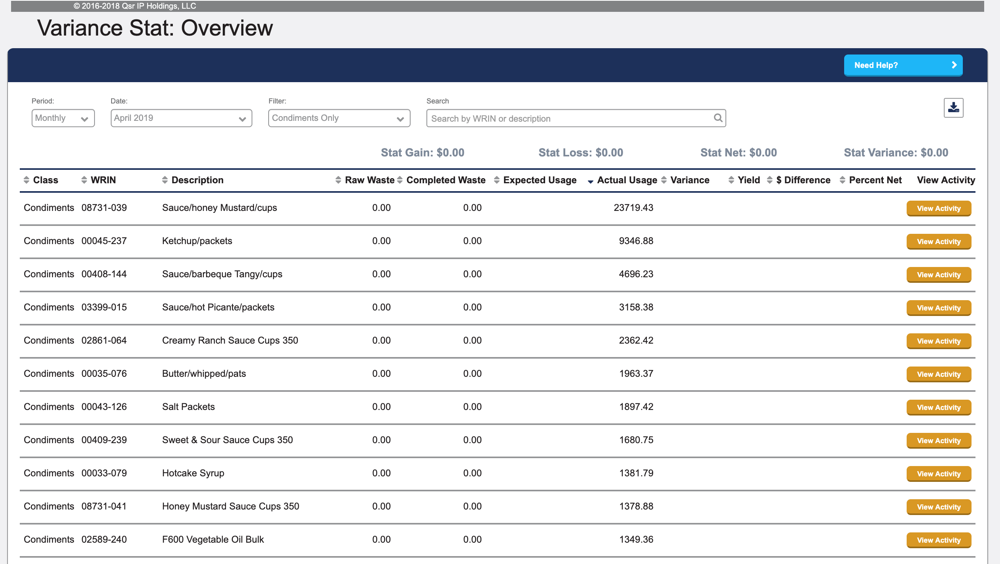 © 2016-2018 Qsr IP Holdings, LLC
Variance Stat: Overview
Need Help?
Period: Date: Filter: Search
Monthly April 2019 Condiments Only Search by WRIN or description
Stat Gain: $0.00 Stat Loss: $0.00 Stat Net: $0.00 Stat Variance: $0.00
Class WRIN Description Raw Waste Completed Waste Expected Usage Actual Usage Variance Yield $ Difference Percent Net View Activity
Condiments 08731-039 Sauce/honey Mustard/cups 0.00 0.00 23719.43 View Activity
Condiments 00045-237 Ketchup/packets 0.00 0.00 9346.88 View Activity
Condiments 00408-144 Sauce/barbeque Tangy/cups 0.00 0.00 4696.23 View Activity
Condiments 03399-015 Sauce/hot Picante/packets 0.00 0.00 3158.38 View Activity
Condiments 02861-064 Creamy Ranch Sauce Cups 350 0.00 0.00 2362.42 View Activity
Condiments 00035-076 Butter/whipped/pats 0.00 0.00 1963.37 View Activity
Condiments 00043-126 Salt Packets 0.00 0.00 1897.42 View Activity
Condiments 00409-239 Sweet & Sour Sauce Cups 350 0.00 0.00 1680.75 View Activity
Condiments 00033-079 Hotcake Syrup 0.00 0.00 1381.79 View Activity
Condiments 08731-041 Honey Mustard Sauce Cups 350 0.00 0.00 1378.88 View Activity
Condiments 02589-240 F600 Vegetable Oil Bulk 0.00 0.00 1349.36 View Activity